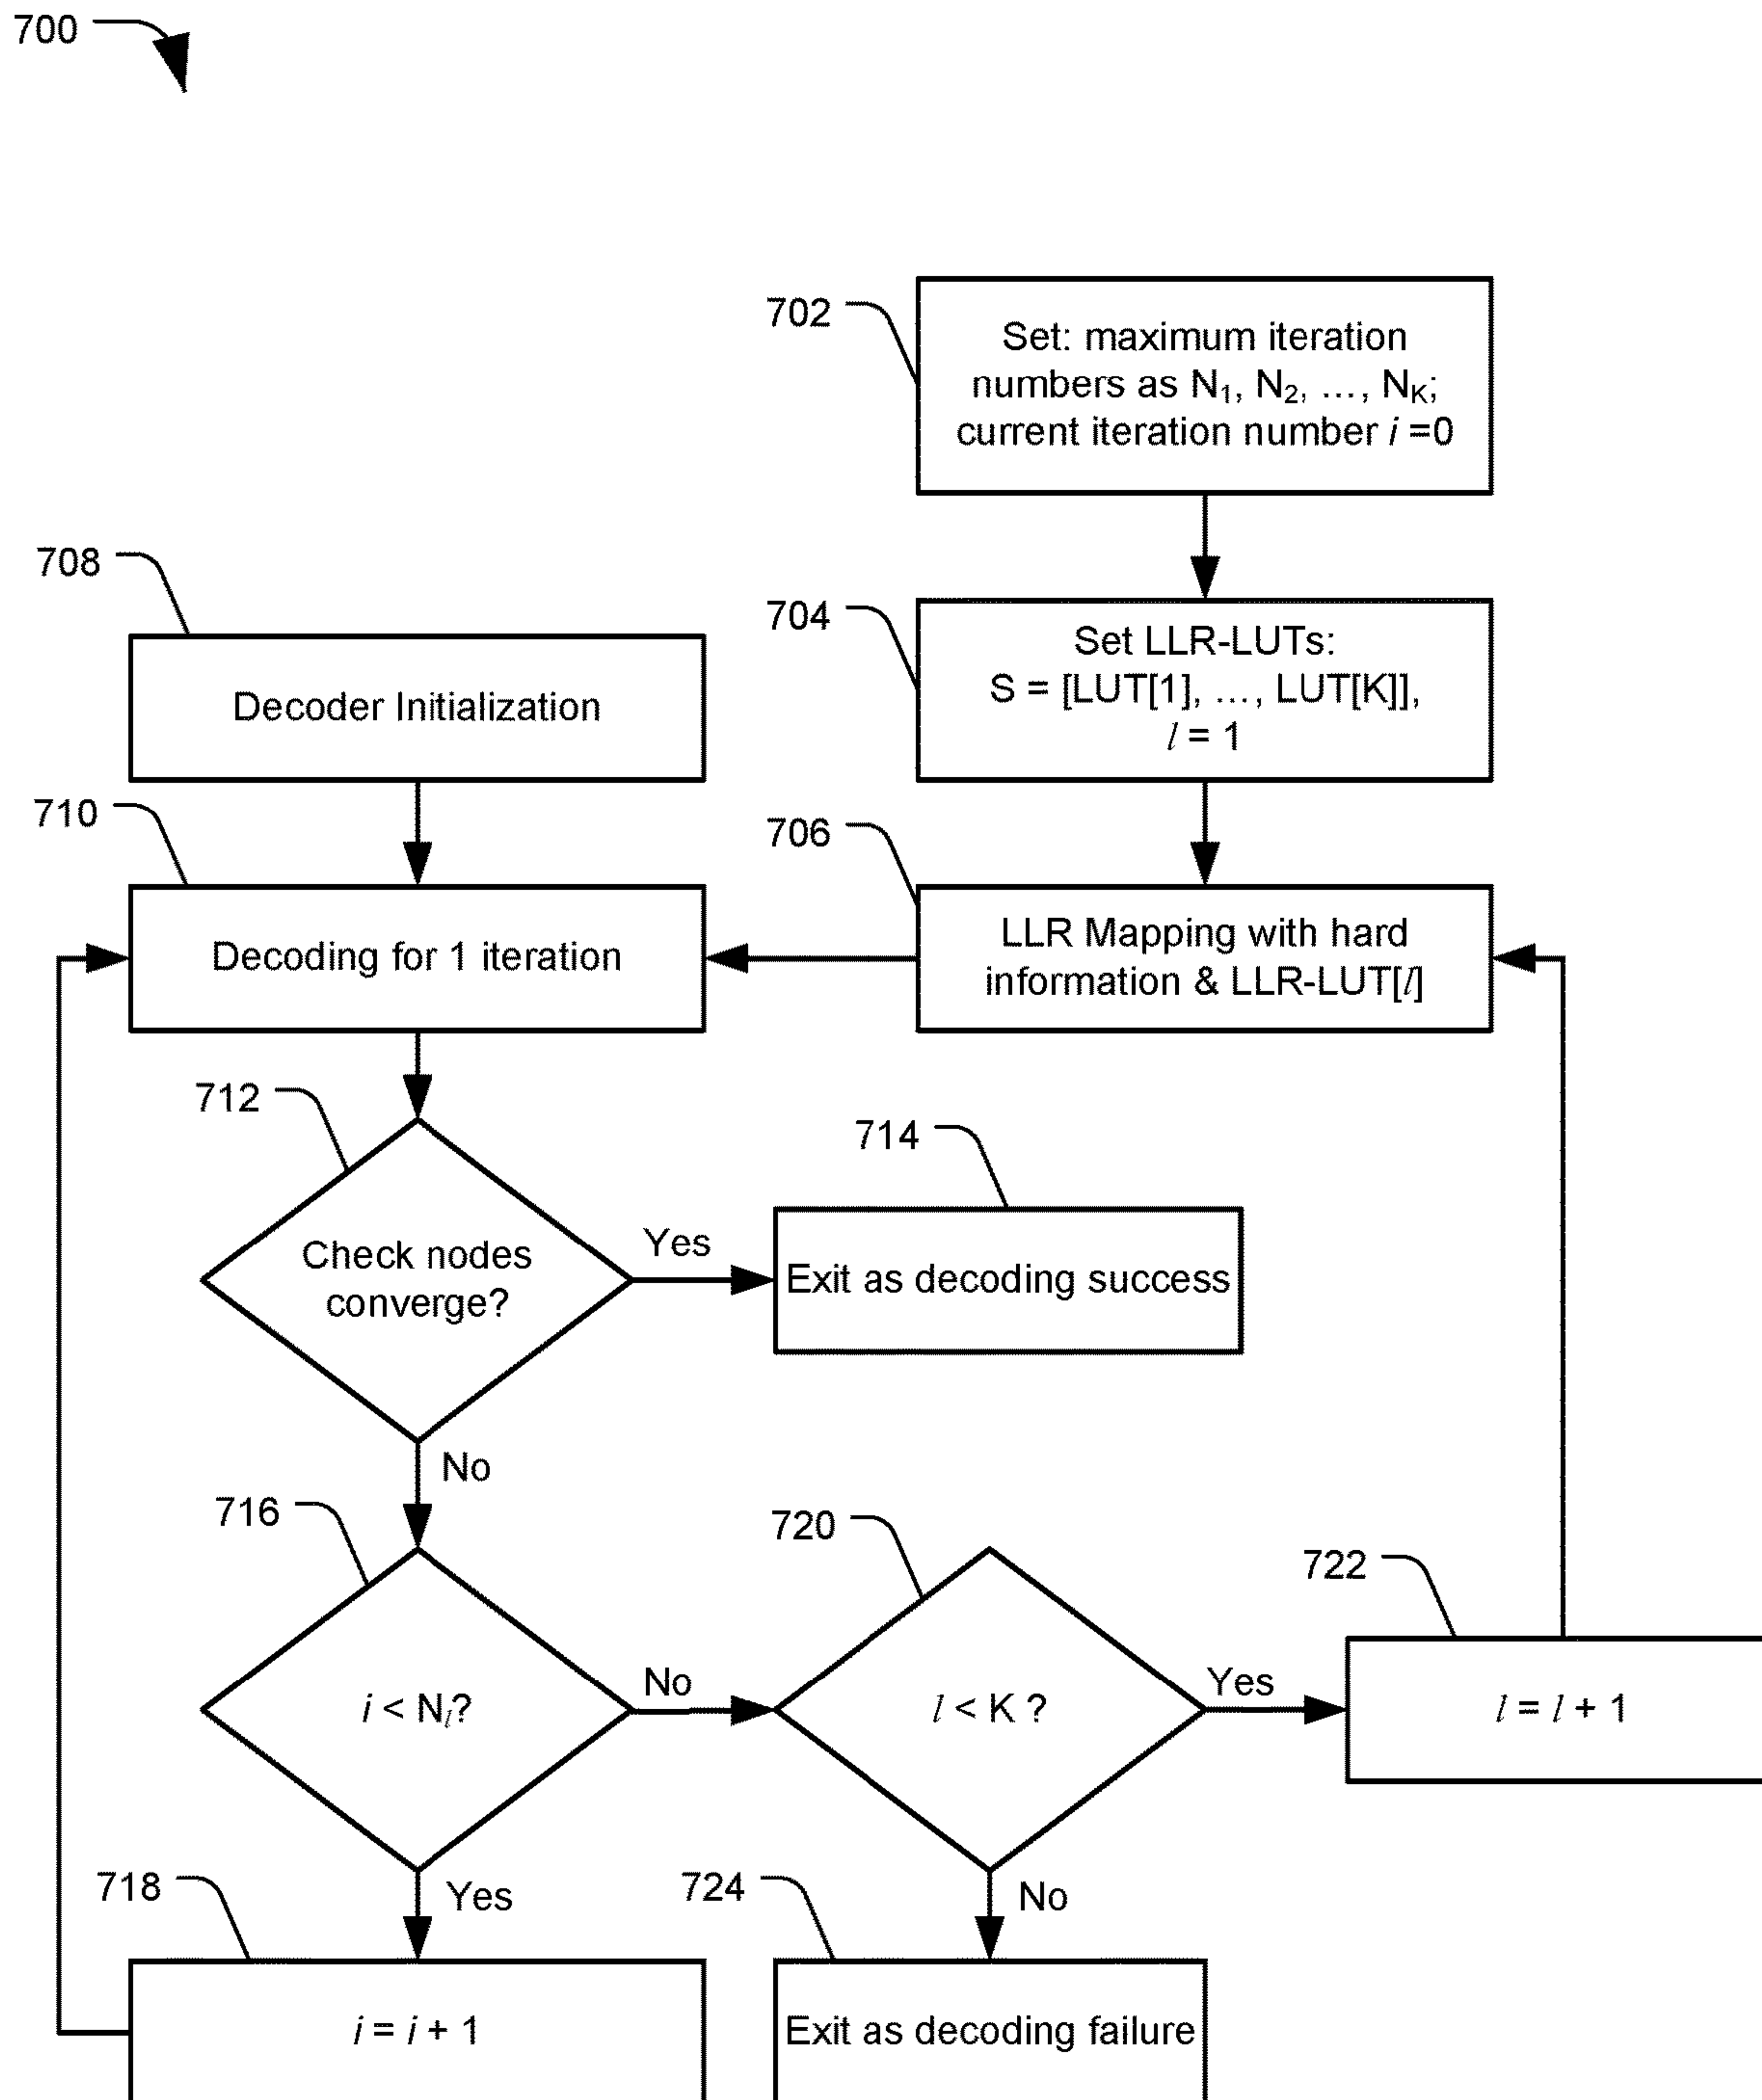 700
702
Set: maximum iteration
numbers as N₁, N₂, ..., Nₖ;
current iteration number i =0
708
704
Set LLR-LUTs:
S = [LUT[1], ..., LUT[K]],
l = 1
Decoder Initialization
710
706
Decoding for 1 iteration
LLR Mapping with hard
information & LLR-LUT[l]
712
714
Check nodes
converge?
Yes
Exit as decoding success
No
716
720
722
i < Nₗ?
No
l < K ?
Yes
l = l + 1
718
Yes
724
No
i = i + 1
Exit as decoding failure